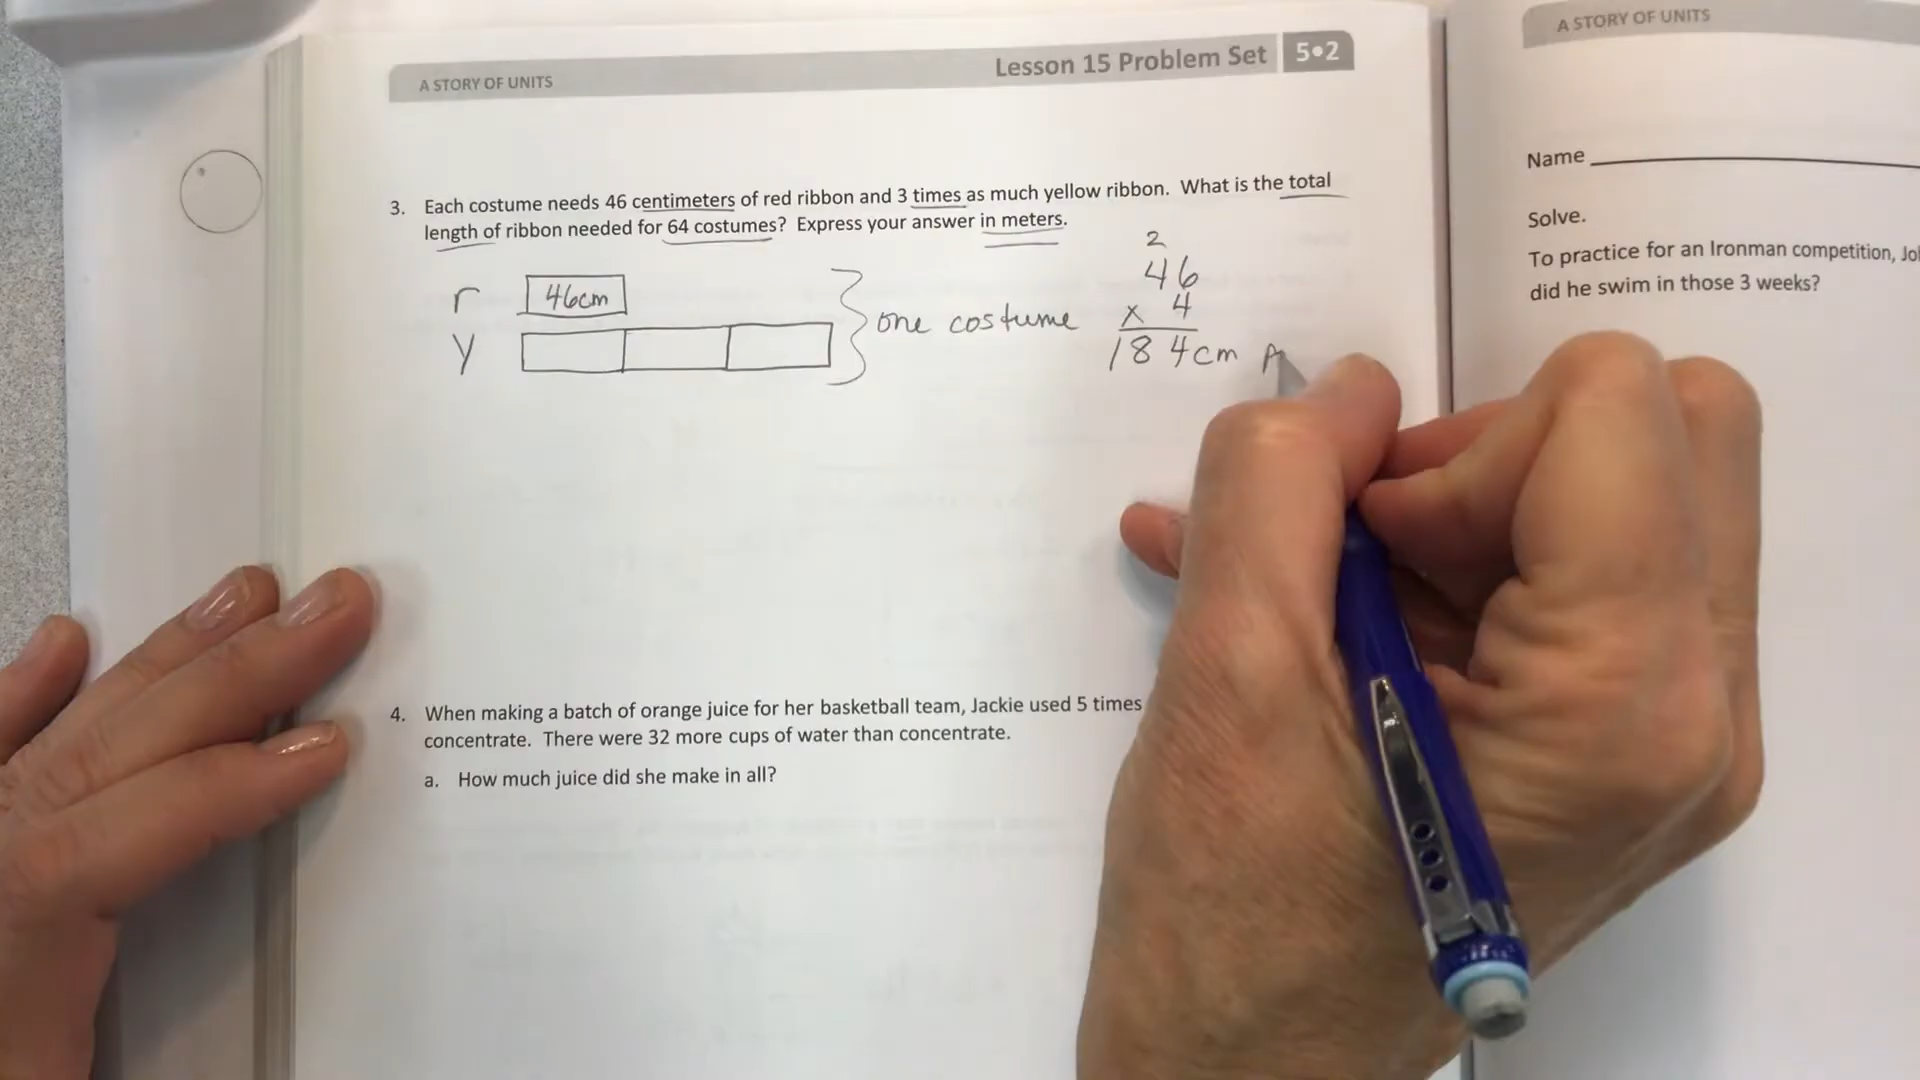 A STORY OF UNITS
Lesson 15 Problem Set 5•2
3. Each costume needs 46 centimeters of red ribbon and 3 times as much yellow ribbon. What is the total
length of ribbon needed for 64 costumes? Express your answer in meters.
r 46cm
y
one costume
2
46
x 4
184cm
4. When making a batch of orange juice for her basketball team, Jackie used 5 times
concentrate. There were 32 more cups of water than concentrate.
a. How much juice did she make in all?
A STORY OF UNITS
Name
Solve.
To practice for an Ironman competition,
did he swim in those 3 weeks?